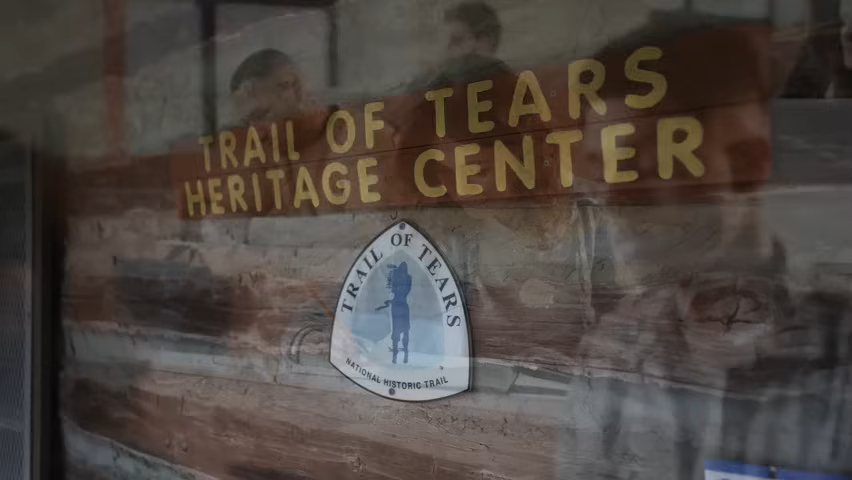 TRAIL OF TEARS
HERITAGE CENTER
TRAIL OF TEARS
NATIONAL HISTORIC TRAIL